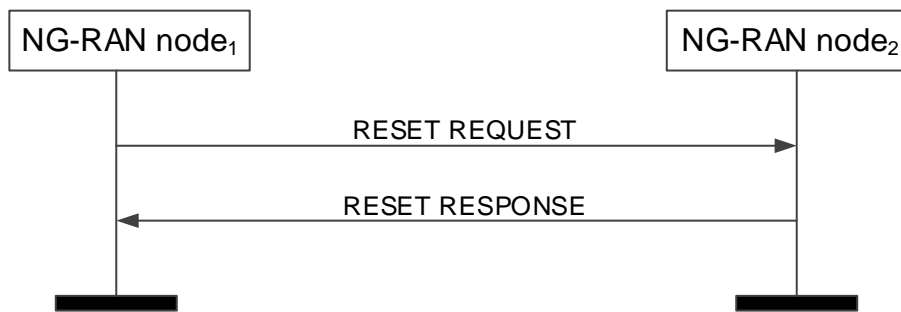 NG-RAN node₁
NG-RAN node₂
RESET REQUEST
RESET RESPONSE